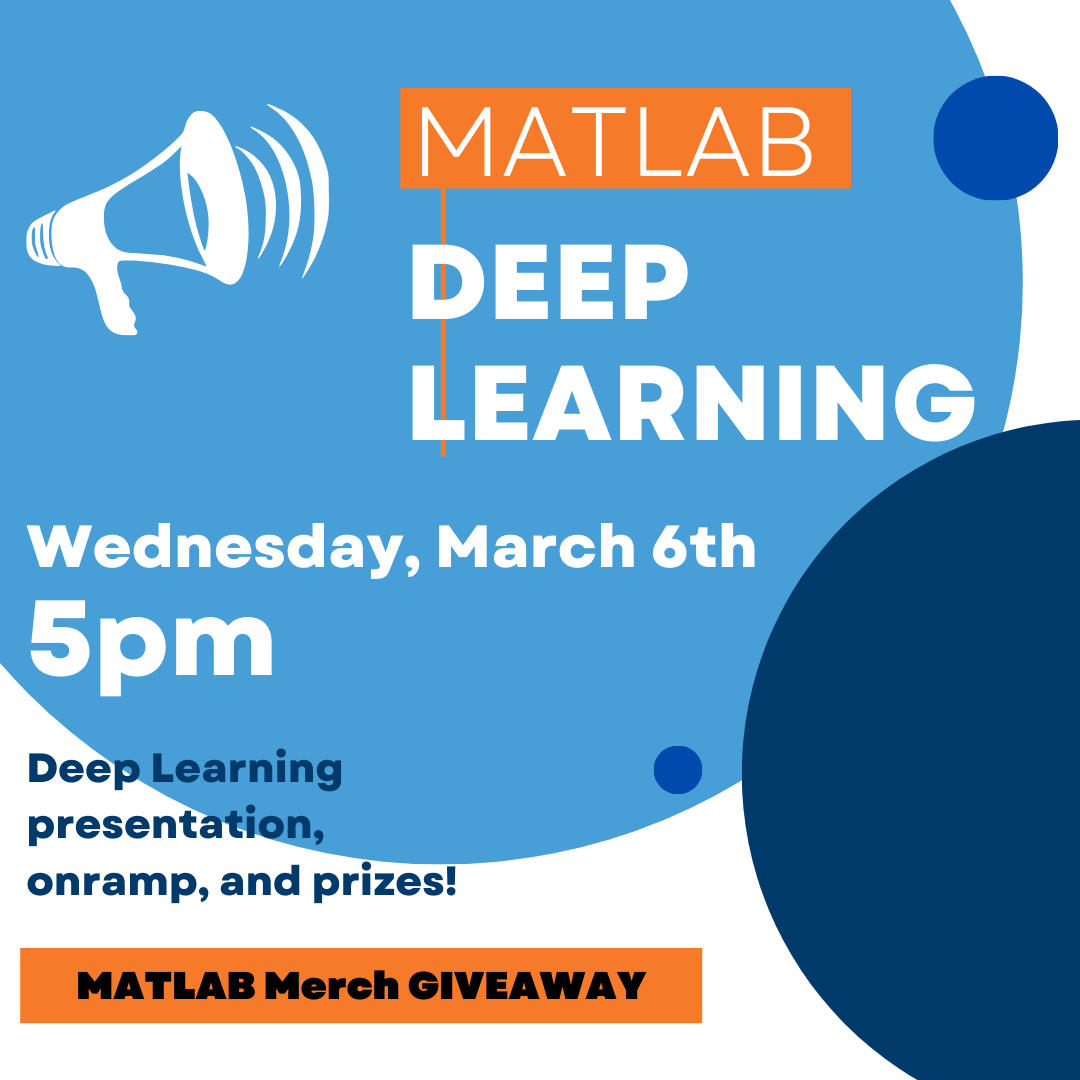 MATLAB
DEEP
LEARNING
Wednesday, March 6th
5pm
Deep Learning
presentation,
onramp, and prizes!
MATLAB Merch GIVEAWAY